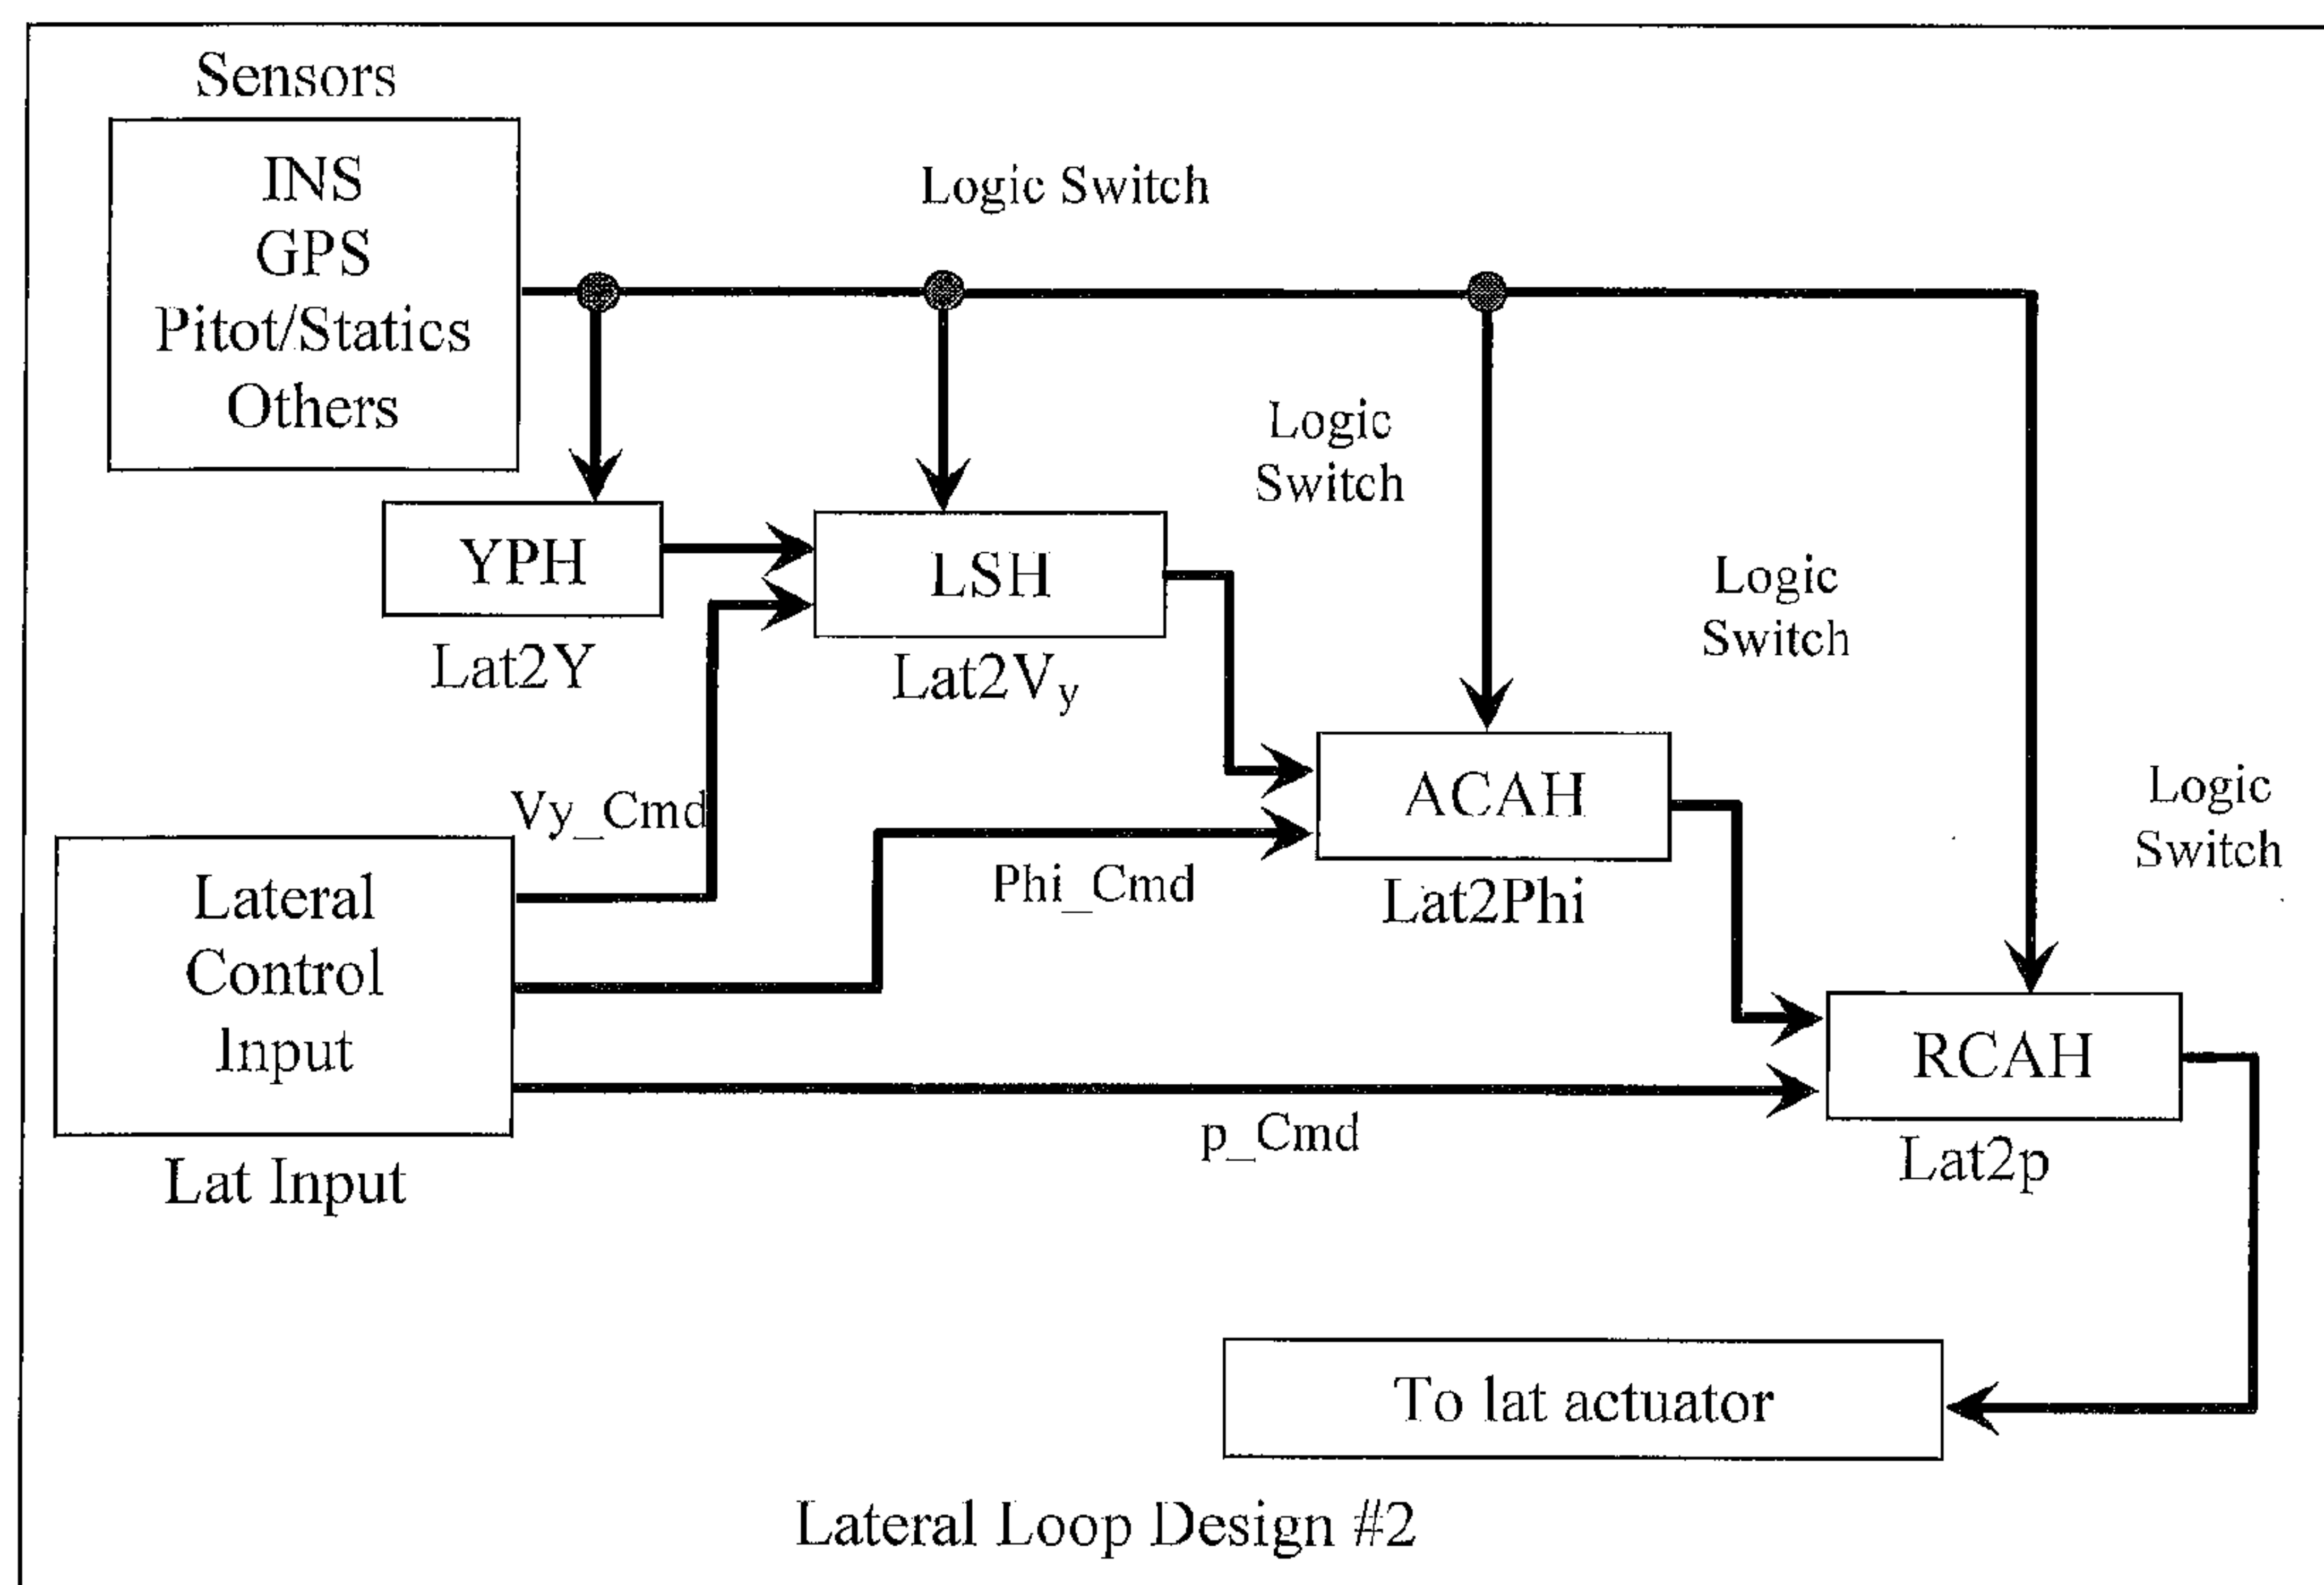 Sensors
INS
GPS
Pitot/Statics
Others
Logic Switch
Logic
Switch
Logic
Switch
Logic
Switch
YPH
Lat2Y
LSH
Lat2Vy
ACAH
Lat2Phi
RCAH
Lat2p
Vy_Cmd
Phi_Cmd
p_Cmd
Lateral
Control
Input
Lat Input
To lat actuator
Lateral Loop Design #2